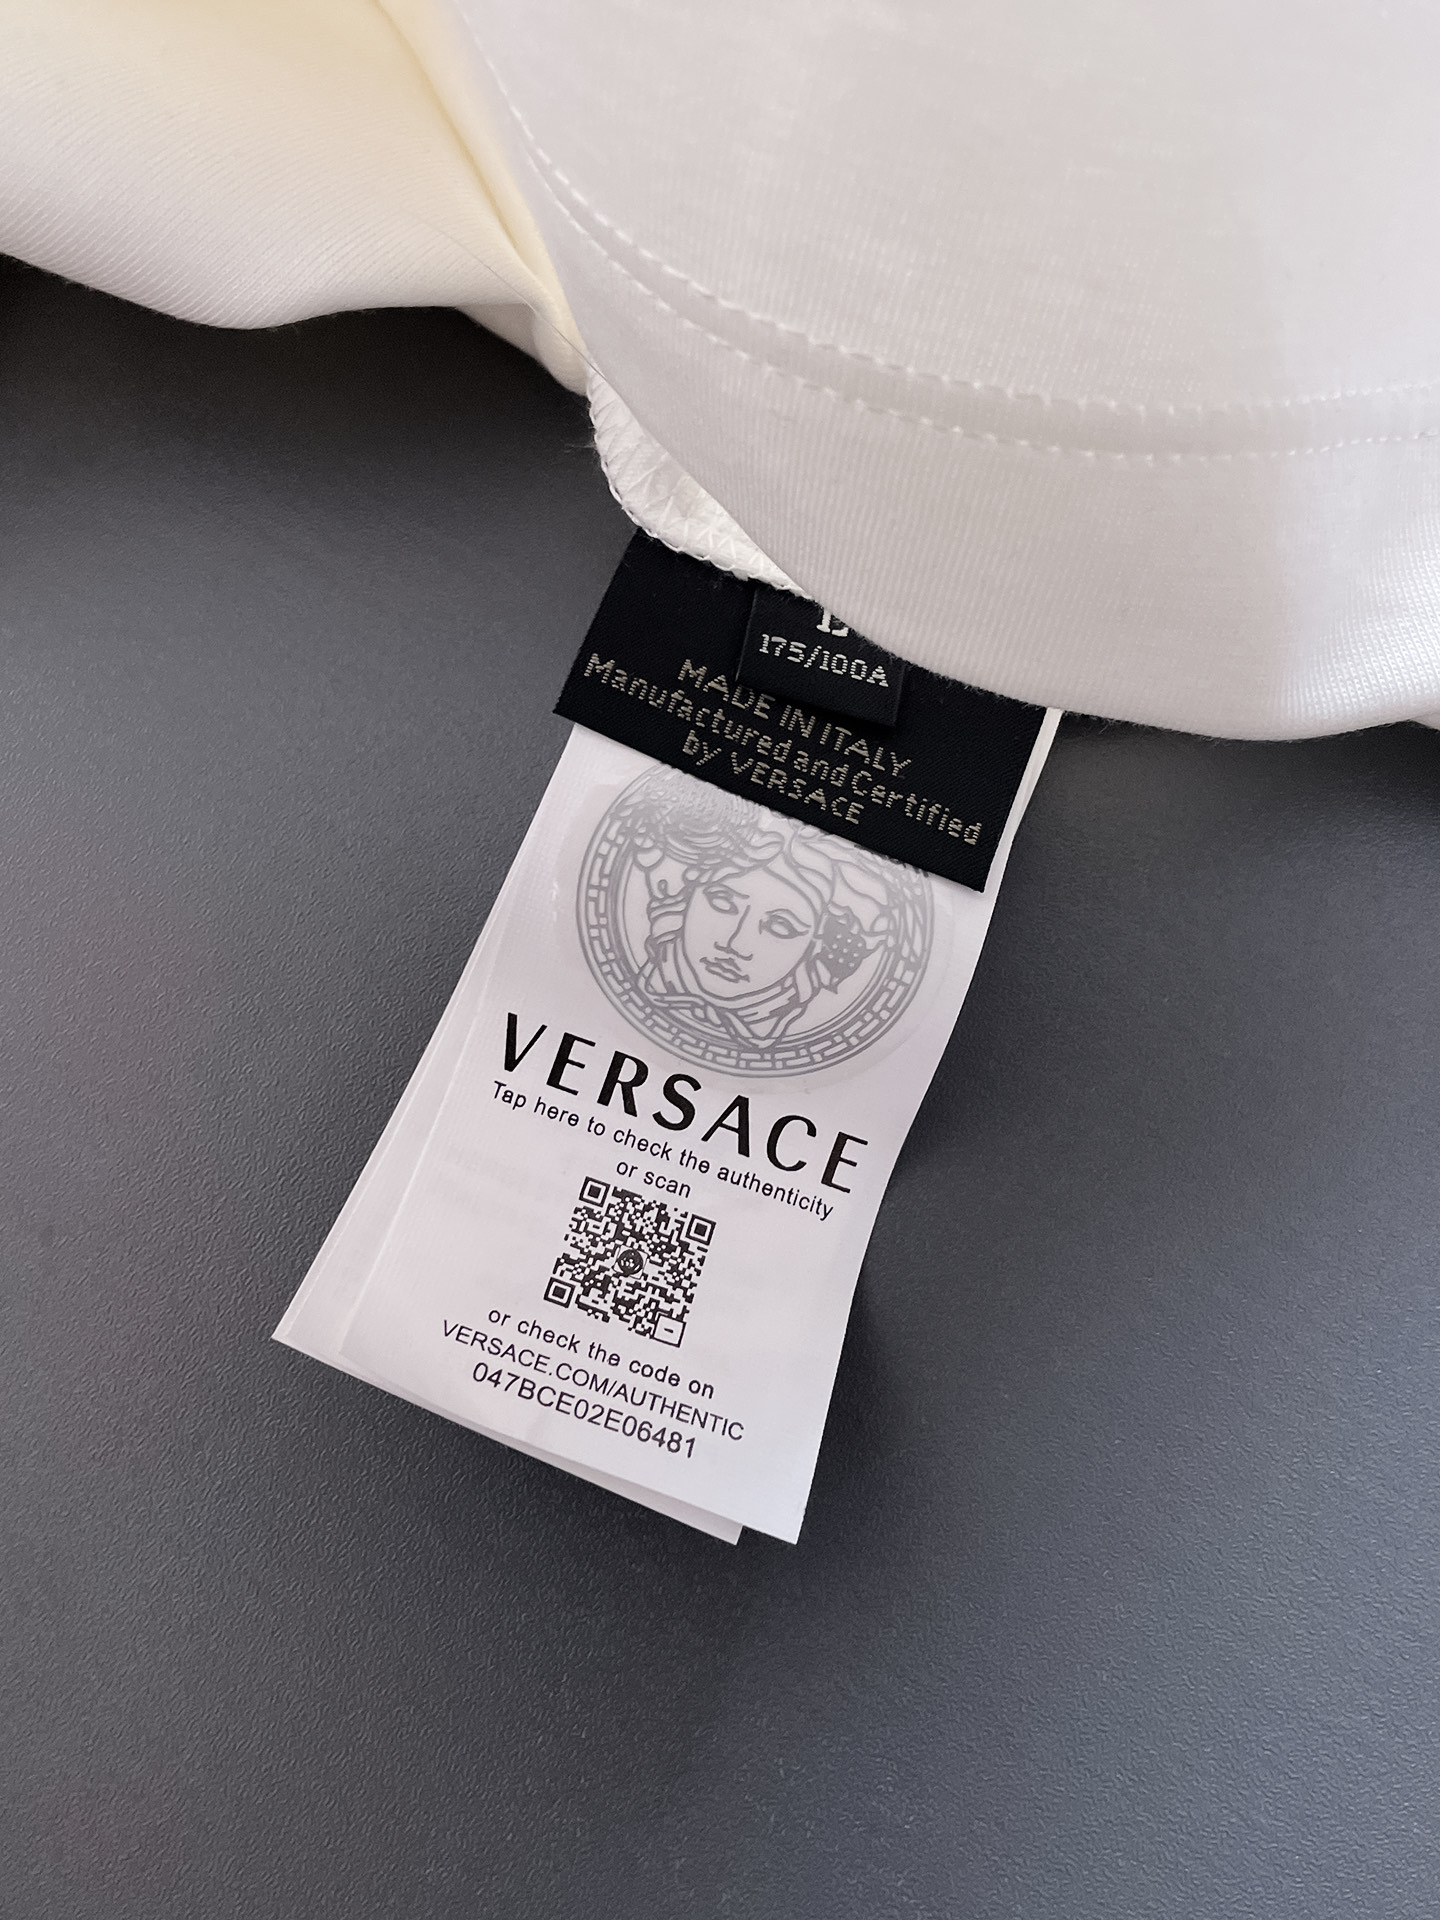 L
175/100A
MADE IN ITALY
Manufactured and Certified
by VERSACE
VERSACE
Tap here to check the authenticity
or scan
or check the code on
VERSACE.COM/AUTHENTIC
047BCE02E06481